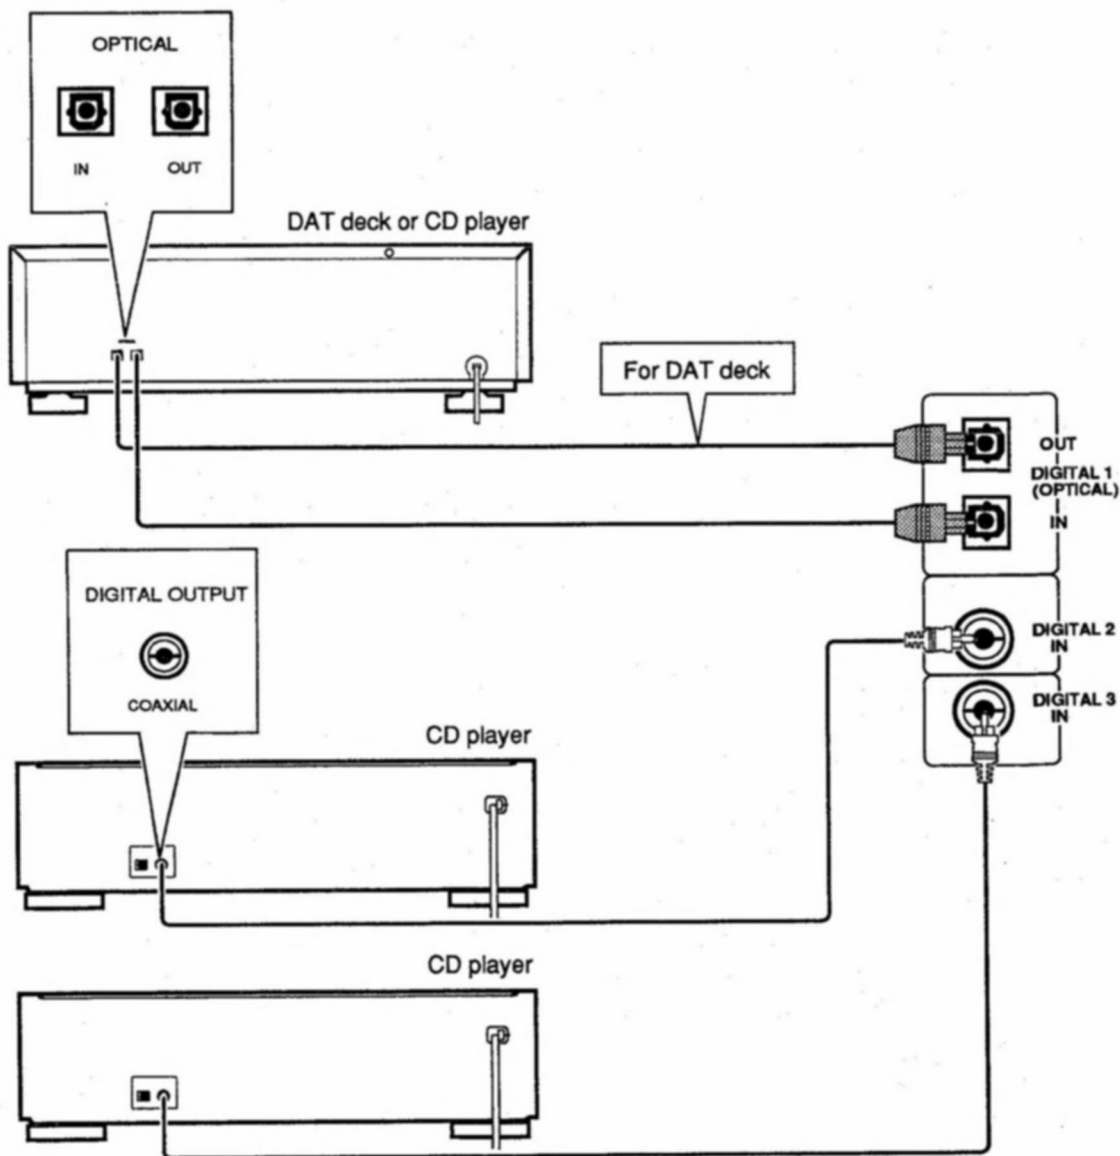 OPTICAL
IN
OUT
DAT deck or CD player
For DAT deck
OUT
DIGITAL 1
(OPTICAL)
IN
DIGITAL OUTPUT
COAXIAL
DIGITAL 2
IN
DIGITAL 3
IN
CD player
CD player